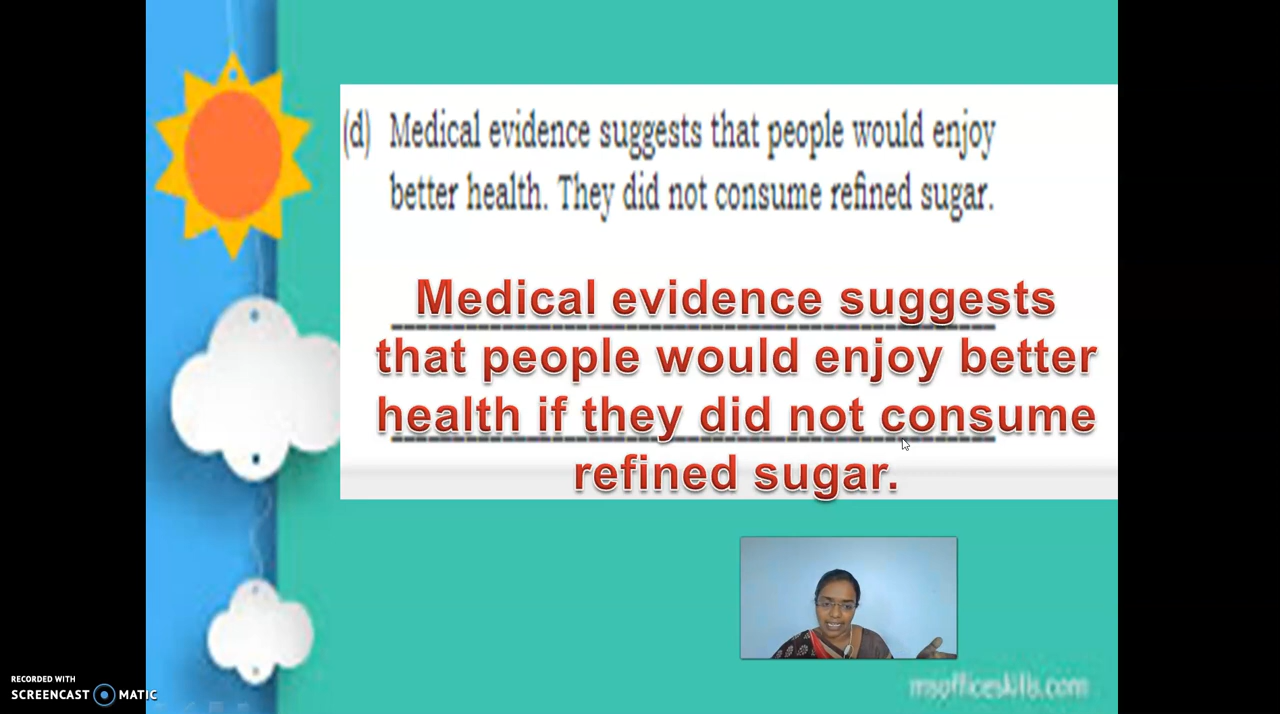 (d) Medical evidence suggests that people would enjoy
better health. They did not consume refined sugar.
Medical evidence suggests
that people would enjoy better
health if they did not consume
refined sugar.
msofficeskills.com
RECORDED WITH
SCREENCAST MATIC